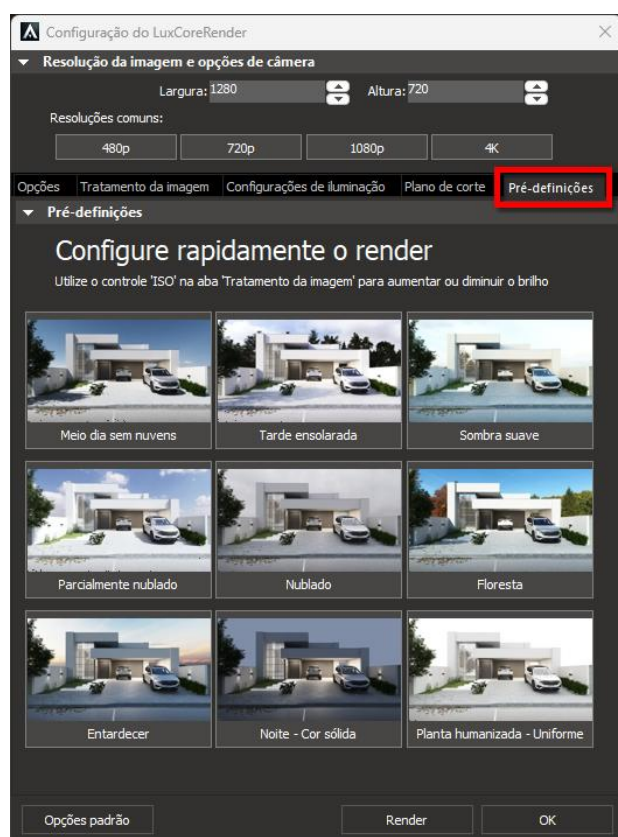 Configuração do LuxCoreRender
Resolução da imagem e opções de câmera
Largura: 1280 Altura: 720
Resoluções comuns:
480p 720p 1080p 4K
Opções Tratamento da imagem Configurações de iluminação Plano de corte Pré-definições
Pré-definições
Configure rapidamente o render
Utilize o controle 'ISO' na aba 'Tratamento da imagem' para aumentar ou diminuir o brilho
Meio dia sem nuvens Tarde ensolarada Sombra suave
Parcialmente nublado Nublado Floresta
Entardecer Noite - Cor sólida Planta humanizada - Uniforme
Opções padrão Render OK